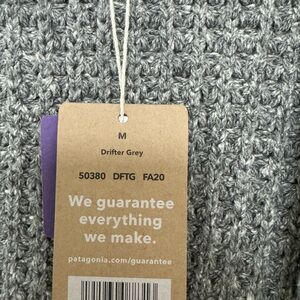 M
Drifter Grey
50380 DFTG FA20
We guarantee
everything
we make.
patagonia.com/guarantee